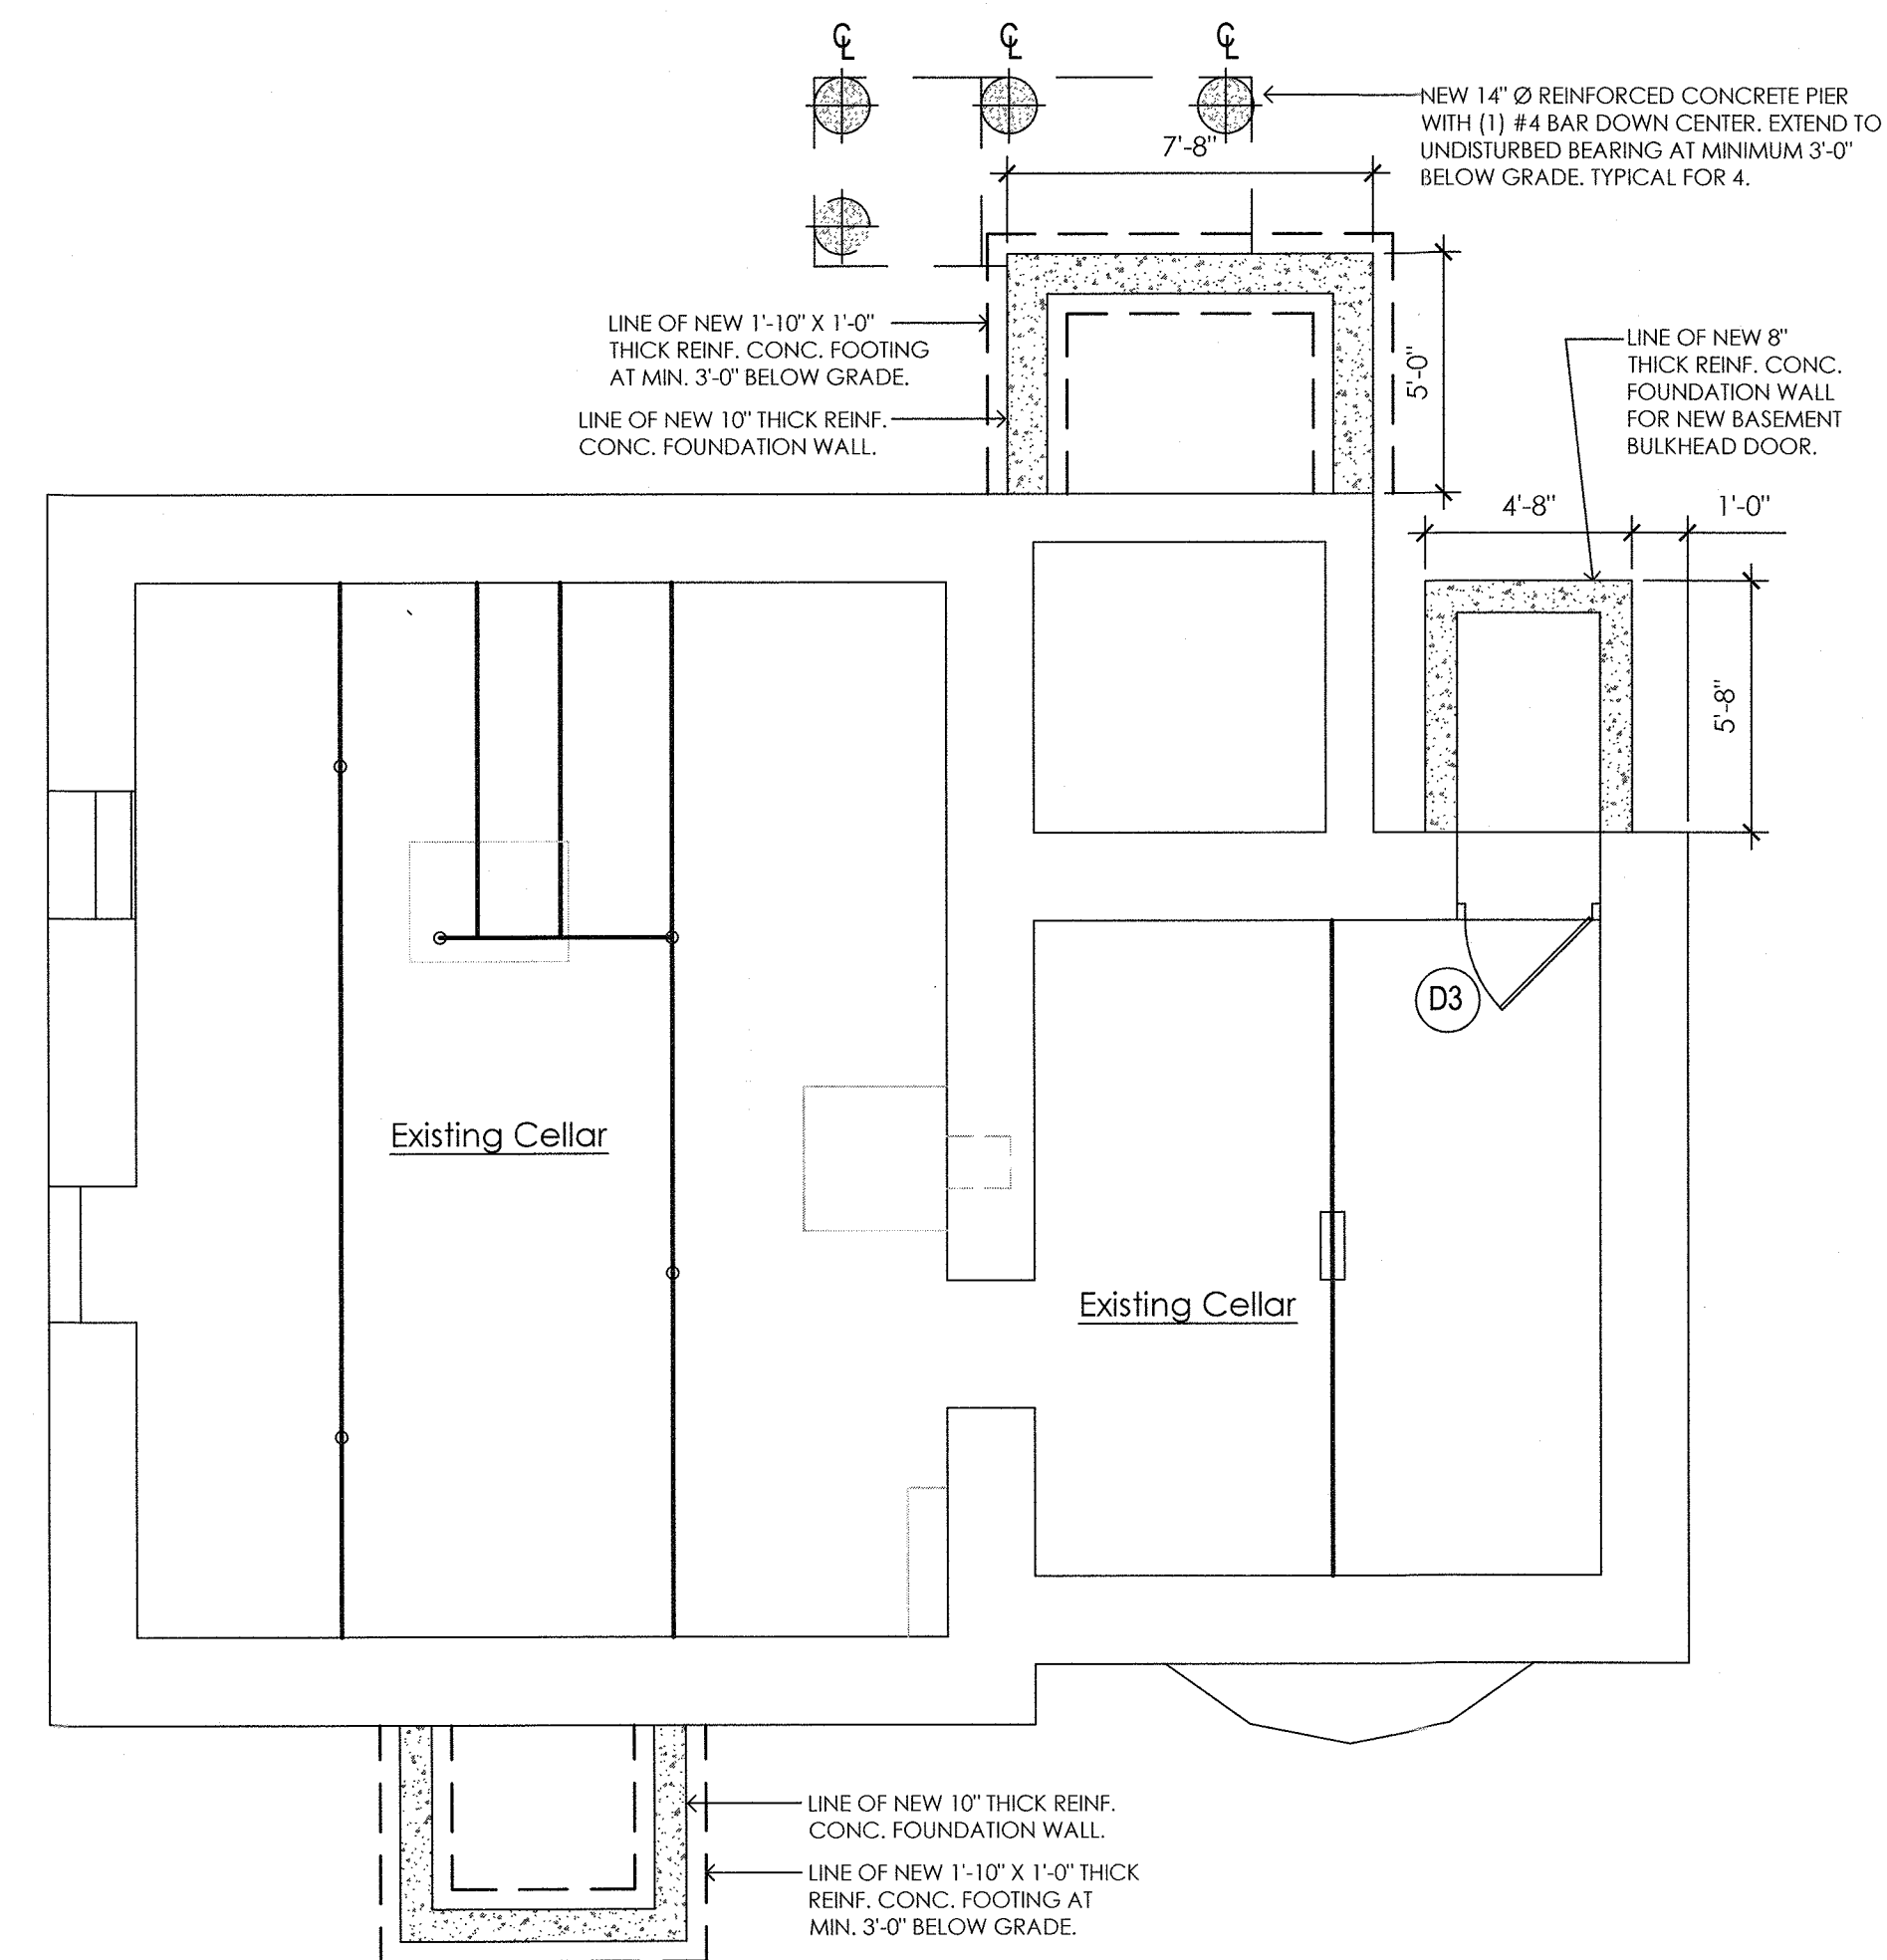 ℄ ℄ ℄
NEW 14" Ø REINFORCED CONCRETE PIER
WITH (1) #4 BAR DOWN CENTER. EXTEND TO
UNDISTURBED BEARING AT MINIMUM 3'-0"
BELOW GRADE. TYPICAL FOR 4.
7'-8"
LINE OF NEW 1'-10" X 1'-0"
THICK REINF. CONC. FOOTING
AT MIN. 3'-0" BELOW GRADE.
LINE OF NEW 10" THICK REINF.
CONC. FOUNDATION WALL.
5'-0"
LINE OF NEW 8"
THICK REINF. CONC.
FOUNDATION WALL
FOR NEW BASEMENT
BULKHEAD DOOR.
4'-8" 1'-0"
5'-8"
D3
Existing Cellar
Existing Cellar
LINE OF NEW 10" THICK REINF.
CONC. FOUNDATION WALL.
LINE OF NEW 1'-10" X 1'-0" THICK
REINF. CONC. FOOTING AT
MIN. 3'-0" BELOW GRADE.